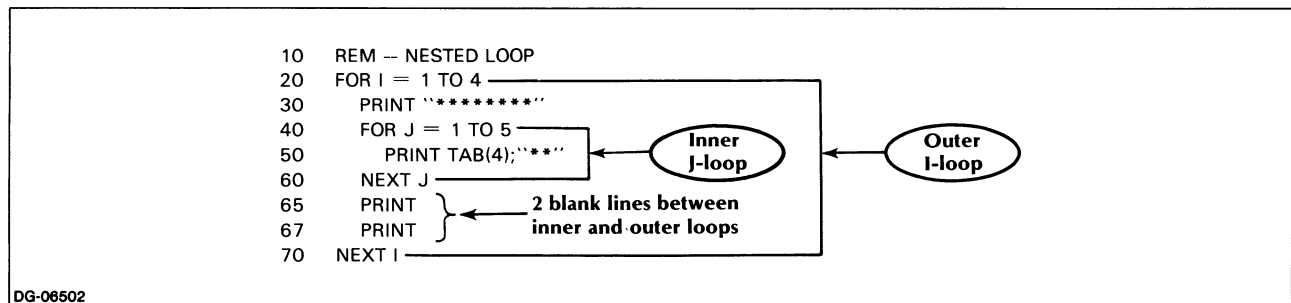 10 REM -- NESTED LOOP
20 FOR I = 1 TO 4
30 PRINT "********"
40 FOR J = 1 TO 5
50 PRINT TAB(4);"**"
60 NEXT J
65 PRINT
67 PRINT
70 NEXT I
Inner
J-loop
Outer
I-loop
2 blank lines between
inner and outer loops
DG-06502